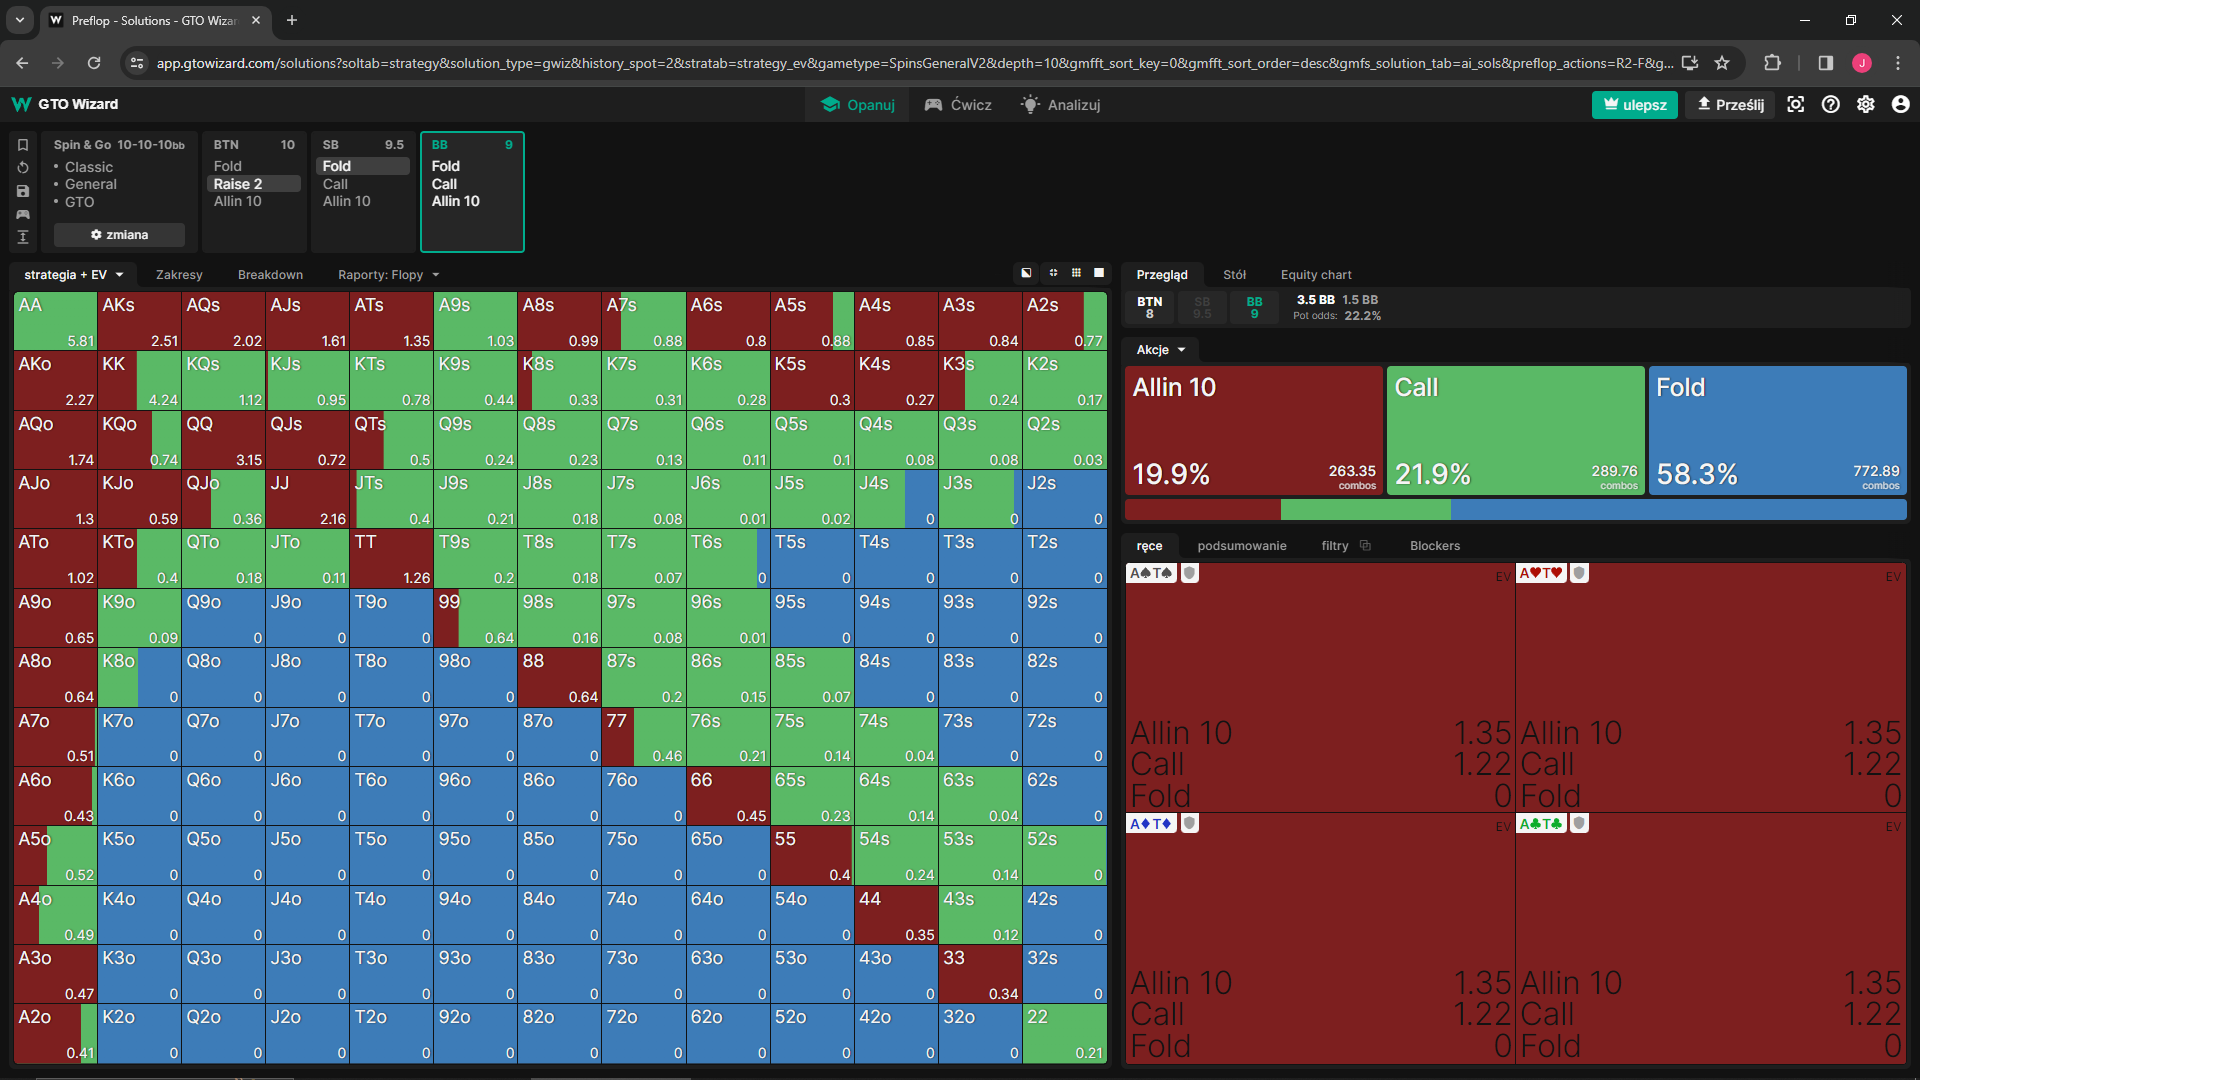 Preflop - Solutions - GTO Wizar
app.gtowizard.com/solutions?soltab=strategy&solution_type=gwiz&history_spot=2&stratab=strategy_ev&gametype=SpinsGeneralV2&depth=10&gmfft_sort_key=0&gmfft_sort_order=desc&gmfs_solution_tab=ai_sols&preflop_actions=R2-F&g...
J
GTO Wizard
Opanuj
Ćwicz
Analizuj
ulepsz
Prześlij
Spin & Go 10-10-10bb
• Classic
• General
• GTO
zmiana
BTN 10
Fold
Raise 2
Allin 10
SB 9.5
Fold
Call
Allin 10
BB 9
Fold
Call
Allin 10
strategia + EV
Zakresy
Breakdown
Raporty: Flopy
AA 5.81 AKs 2.51 AQs 2.02 AJs 1.61 ATs 1.35 A9s 1.03 A8s 0.99 A7s 0.88 A6s 0.8 A5s 0.88 A4s 0.85 A3s 0.84 A2s 0.77
AKo 2.27 KK 4.24 KQs 1.12 KJs 0.95 KTs 0.78 K9s 0.44 K8s 0.33 K7s 0.31 K6s 0.28 K5s 0.3 K4s 0.27 K3s 0.24 K2s 0.17
AQo 1.74 KQo 0.74 QQ 3.15 QJs 0.72 QTs 0.5 Q9s 0.24 Q8s 0.23 Q7s 0.13 Q6s 0.11 Q5s 0.1 Q4s 0.08 Q3s 0.08 Q2s 0.03
AJo 1.3 KJo 0.59 QJo 0.36 JJ 2.16 JTs 0.4 J9s 0.21 J8s 0.18 J7s 0.08 J6s 0.01 J5s 0.02 J4s 0 J3s 0 J2s 0
ATo 1.02 KTo 0.4 QTo 0.18 JTo 0.11 TT 1.26 T9s 0.2 T8s 0.18 T7s 0.07 T6s 0 T5s 0 T4s 0 T3s 0 T2s 0
A9o 0.65 K9o 0.09 Q9o 0 J9o 0 T9o 0 99 0.64 98s 0.16 97s 0.08 96s 0.01 95s 0 94s 0 93s 0 92s 0
A8o 0.64 K8o 0 Q8o 0 J8o 0 T8o 0 98o 0 88 0.64 87s 0.2 86s 0.15 85s 0.07 84s 0 83s 0 82s 0
A7o 0.51 K7o 0 Q7o 0 J7o 0 T7o 0 97o 0 87o 0 77 0.46 76s 0.21 75s 0.14 74s 0.04 73s 0 72s 0
A6o 0.43 K6o 0 Q6o 0 J6o 0 T6o 0 96o 0 86o 0 76o 0 66 0.45 65s 0.23 64s 0.14 63s 0.04 62s 0
A5o 0.52 K5o 0 Q5o 0 J5o 0 T5o 0 95o 0 85o 0 75o 0 65o 0 55 0.4 54s 0.24 53s 0.14 52s 0
A4o 0.49 K4o 0 Q4o 0 J4o 0 T4o 0 94o 0 84o 0 74o 0 64o 0 54o 0 44 0.35 43s 0.12 42s 0
A3o 0.47 K3o 0 Q3o 0 J3o 0 T3o 0 93o 0 83o 0 73o 0 63o 0 53o 0 43o 0 33 0.34 32s 0
A2o 0.41 K2o 0 Q2o 0 J2o 0 T2o 0 92o 0 82o 0 72o 0 62o 0 52o 0 42o 0 32o 0 22 0.21
Przegląd
Stół
Equity chart
BTN 8
SB 9.5
BB 9
3.5 BB 1.5 BB
Pot odds: 22.2%
Akcje
Allin 10
19.9% 263.35 combos
Call
21.9% 289.76 combos
Fold
58.3% 772.89 combos
ręce
podsumowanie
filtry
Blockers
A♠T♠ EV
Allin 10 1.35
Call 1.22
Fold 0
A♥T♥ EV
Allin 10 1.35
Call 1.22
Fold 0
A♦T♦ EV
Allin 10 1.35
Call 1.22
Fold 0
A♣T♣ EV
Allin 10 1.35
Call 1.22
Fold 0